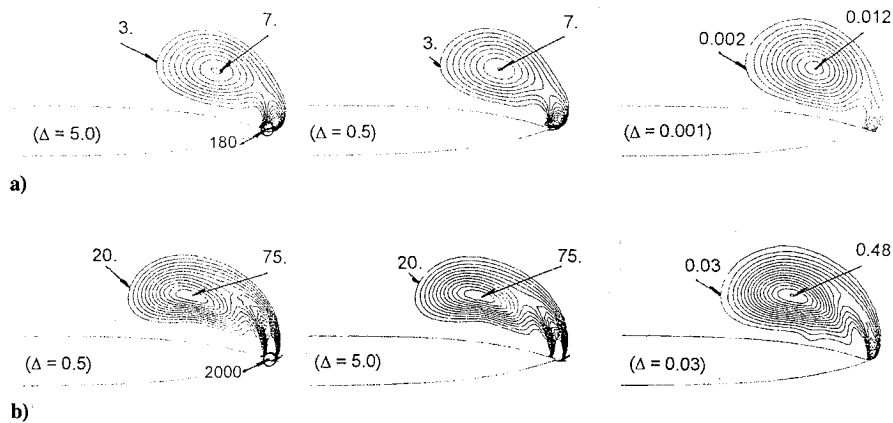 3. 7. 3. 7. 0.002 0.012
(Δ = 5.0) 180 (Δ = 0.5) (Δ = 0.001)
a)
20. 75. 20. 75. 0.03 0.48
(Δ = 0.5) 2000 (Δ = 5.0) (Δ = 0.03)
b)